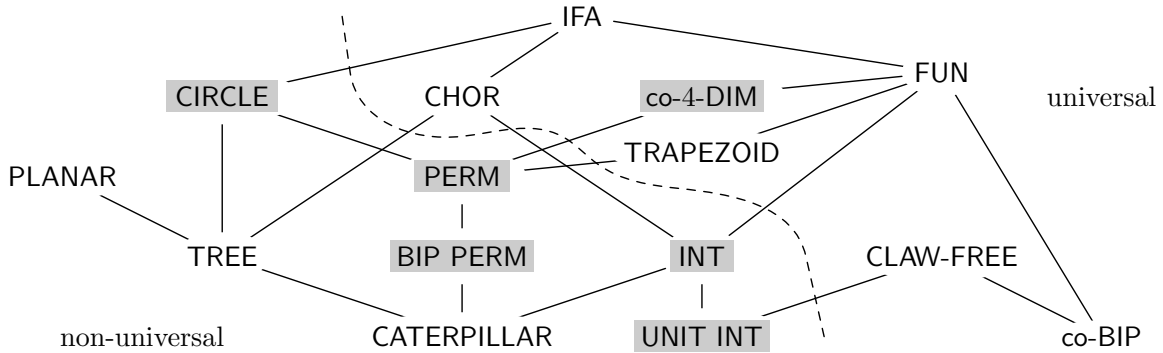 IFA
FUN
CIRCLE CHOR co-4-DIM universal
TRAPEZOID
PLANAR PERM
TREE BIP PERM INT CLAW-FREE
non-universal CATERPILLAR UNIT INT co-BIP